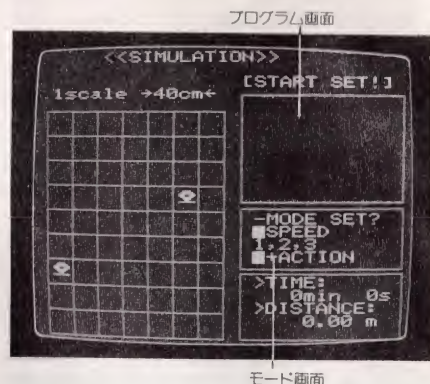 プログラム画面
<<SIMULATION>>
1scale →40cm←
[START SET!]
-MODE SET?
■SPEED
1,2,3
■+ACTION
>TIME:
0min 0s
>DISTANCE:
0.00 m
モード画面